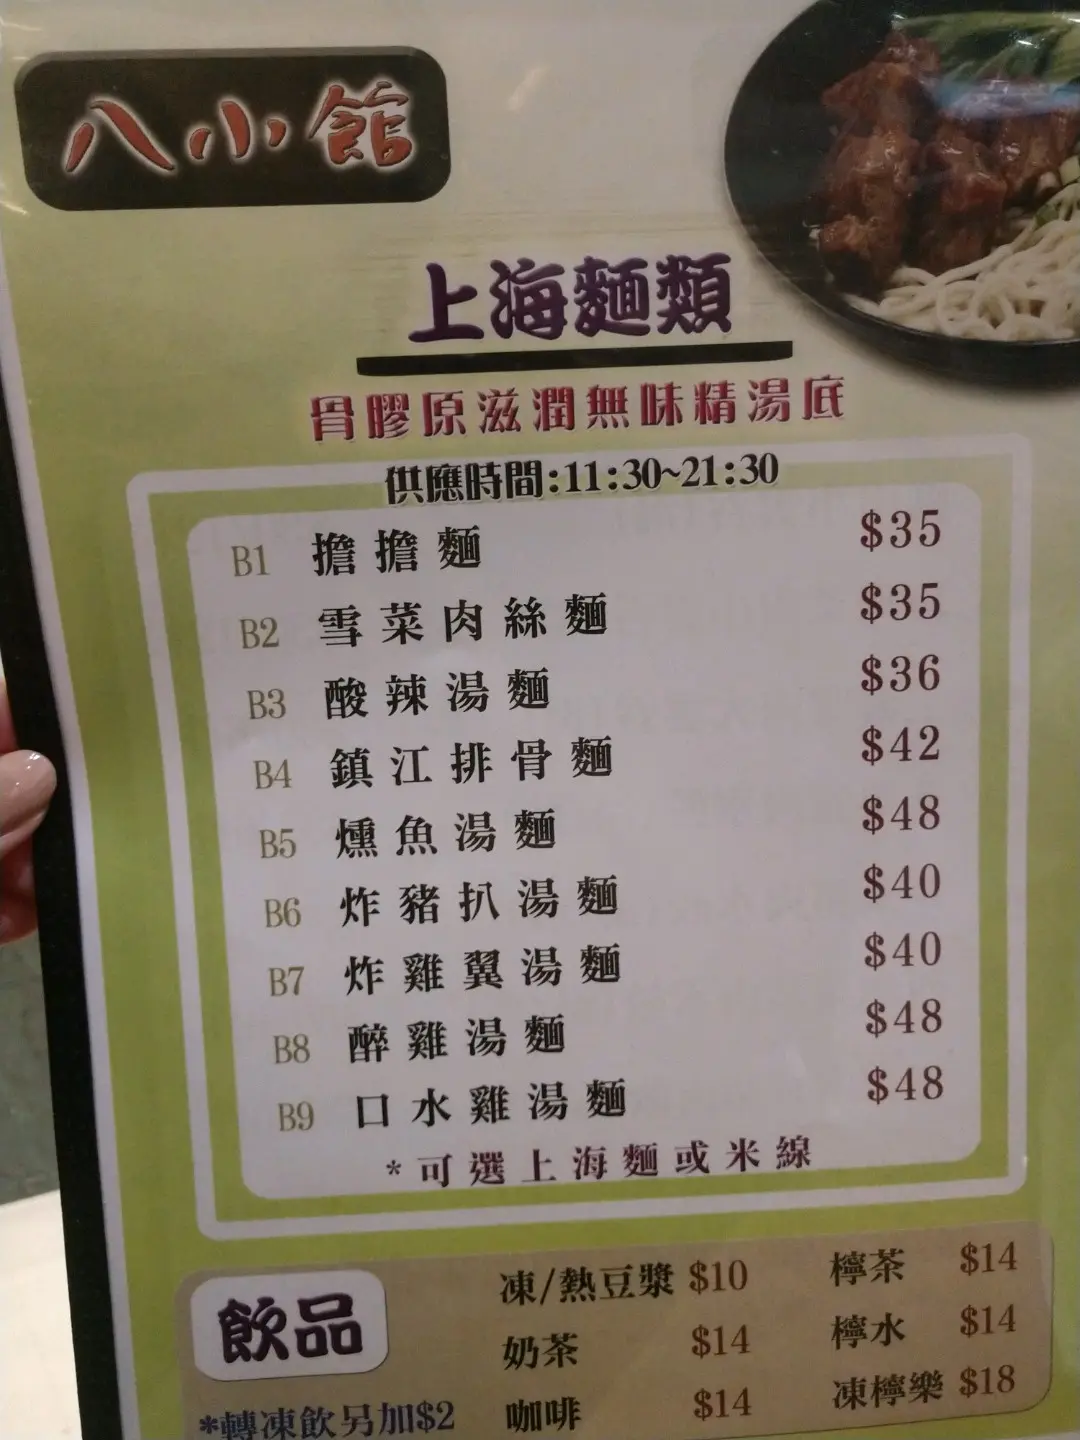 八小館
上海麵類
骨膠原滋潤無味精湯底
供應時間:11:30~21:30
B1 擔擔麵 $35
B2 雪菜肉絲麵 $35
B3 酸辣湯麵 $36
B4 鎮江排骨麵 $42
B5 燻魚湯麵 $48
B6 炸豬扒湯麵 $40
B7 炸雞翼湯麵 $40
B8 醉雞湯麵 $48
B9 口水雞湯麵 $48
*可選上海麵或米線
飲品
凍/熱豆漿 $10 檸茶 $14
奶茶 $14 檸水 $14
咖啡 $14 凍檸樂 $18
*轉凍飲另加$2